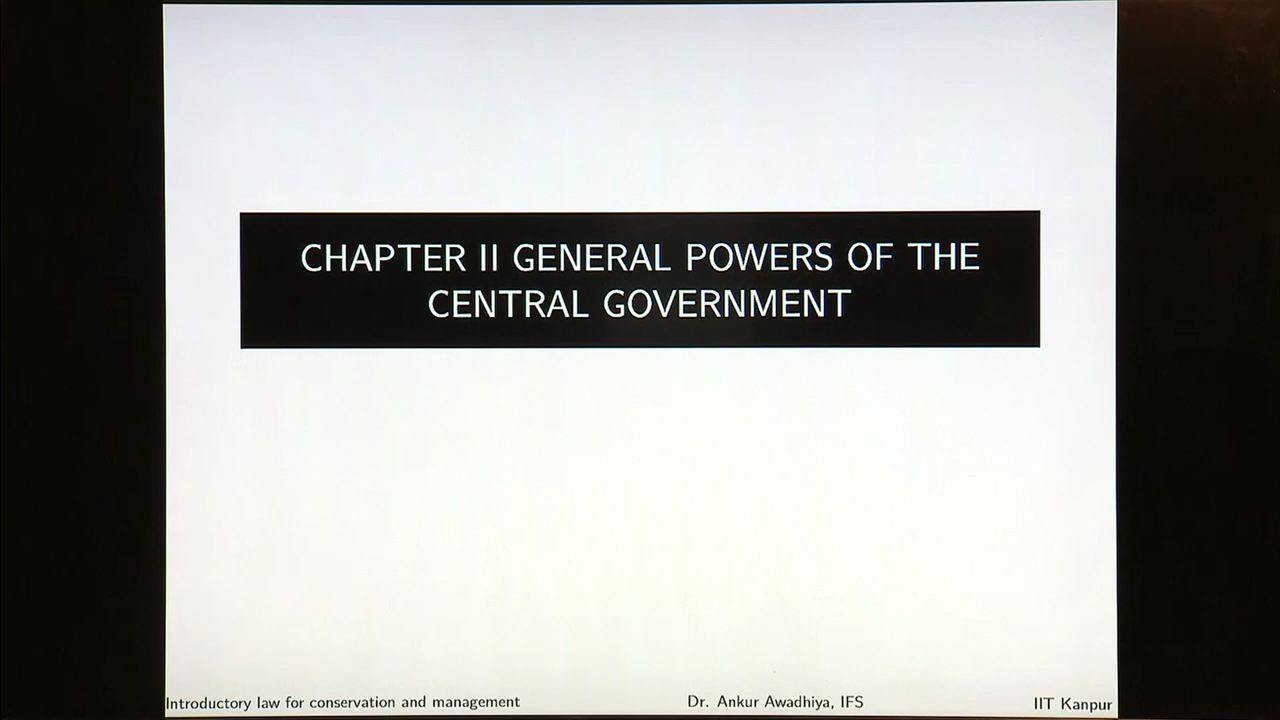 CHAPTER II GENERAL POWERS OF THE
CENTRAL GOVERNMENT
Introductory law for conservation and management Dr. Ankur Awadhiya, IFS IIT Kanpur